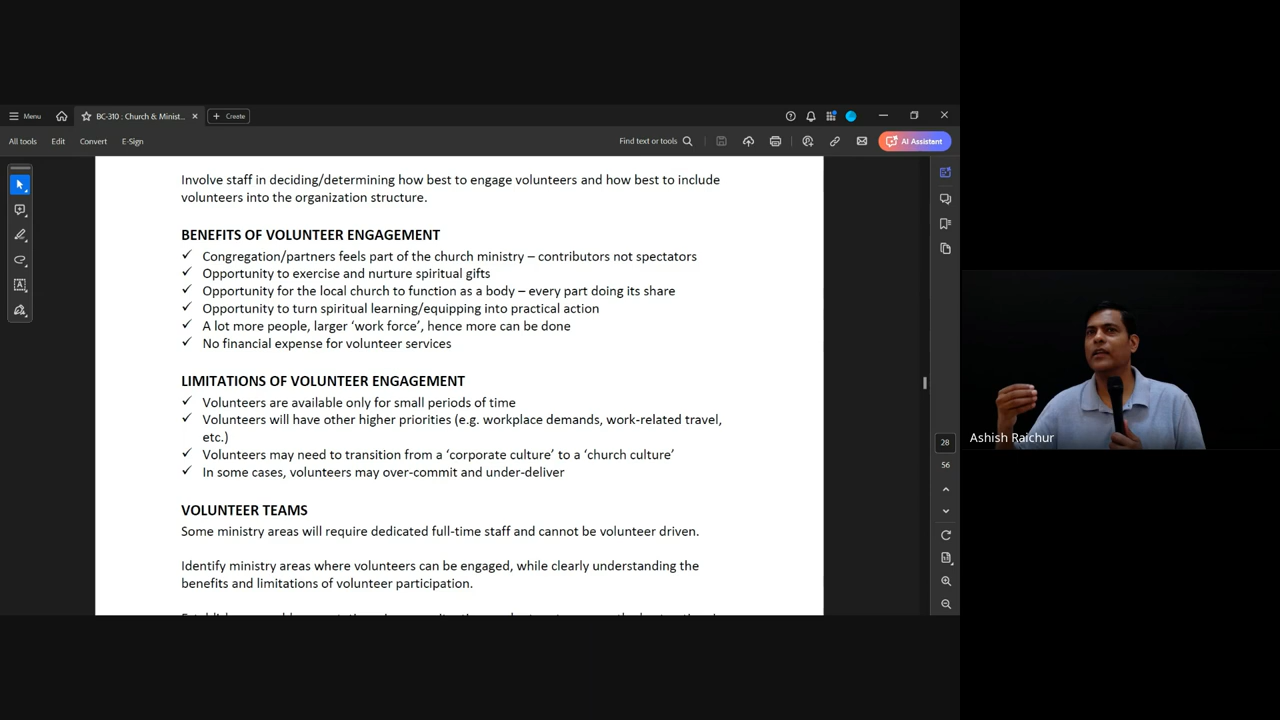 Menu
BC-310 : Church & Minist...
Create
All tools
Edit
Convert
E-Sign
Find text or tools
AI Assistant
Involve staff in deciding/determining how best to engage volunteers and how best to include
volunteers into the organization structure.
BENEFITS OF VOLUNTEER ENGAGEMENT
✓ Congregation/partners feels part of the church ministry – contributors not spectators
✓ Opportunity to exercise and nurture spiritual gifts
✓ Opportunity for the local church to function as a body – every part doing its share
✓ Opportunity to turn spiritual learning/equipping into practical action
✓ A lot more people, larger ‘work force’, hence more can be done
✓ No financial expense for volunteer services
LIMITATIONS OF VOLUNTEER ENGAGEMENT
✓ Volunteers are available only for small periods of time
✓ Volunteers will have other higher priorities (e.g. workplace demands, work-related travel,
etc.)
✓ Volunteers may need to transition from a ‘corporate culture’ to a ‘church culture’
✓ In some cases, volunteers may over-commit and under-deliver
VOLUNTEER TEAMS
Some ministry areas will require dedicated full-time staff and cannot be volunteer driven.
Identify ministry areas where volunteers can be engaged, while clearly understanding the
benefits and limitations of volunteer participation.
28
56
Ashish Raichur